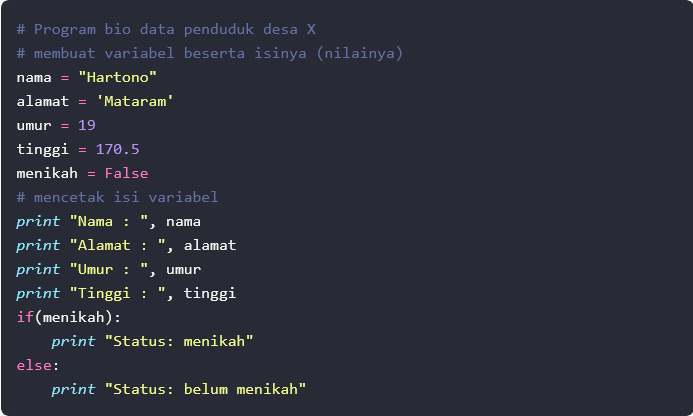 # Program bio data penduduk desa X
# membuat variabel beserta isinya (nilainya)
nama = "Hartono"
alamat = 'Mataram'
umur = 19
tinggi = 170.5
menikah = False
# mencetak isi variabel
print "Nama : ", nama
print "Alamat : ", alamat
print "Umur : ", umur
print "Tinggi : ", tinggi
if(menikah):
    print "Status: menikah"
else:
    print "Status: belum menikah"